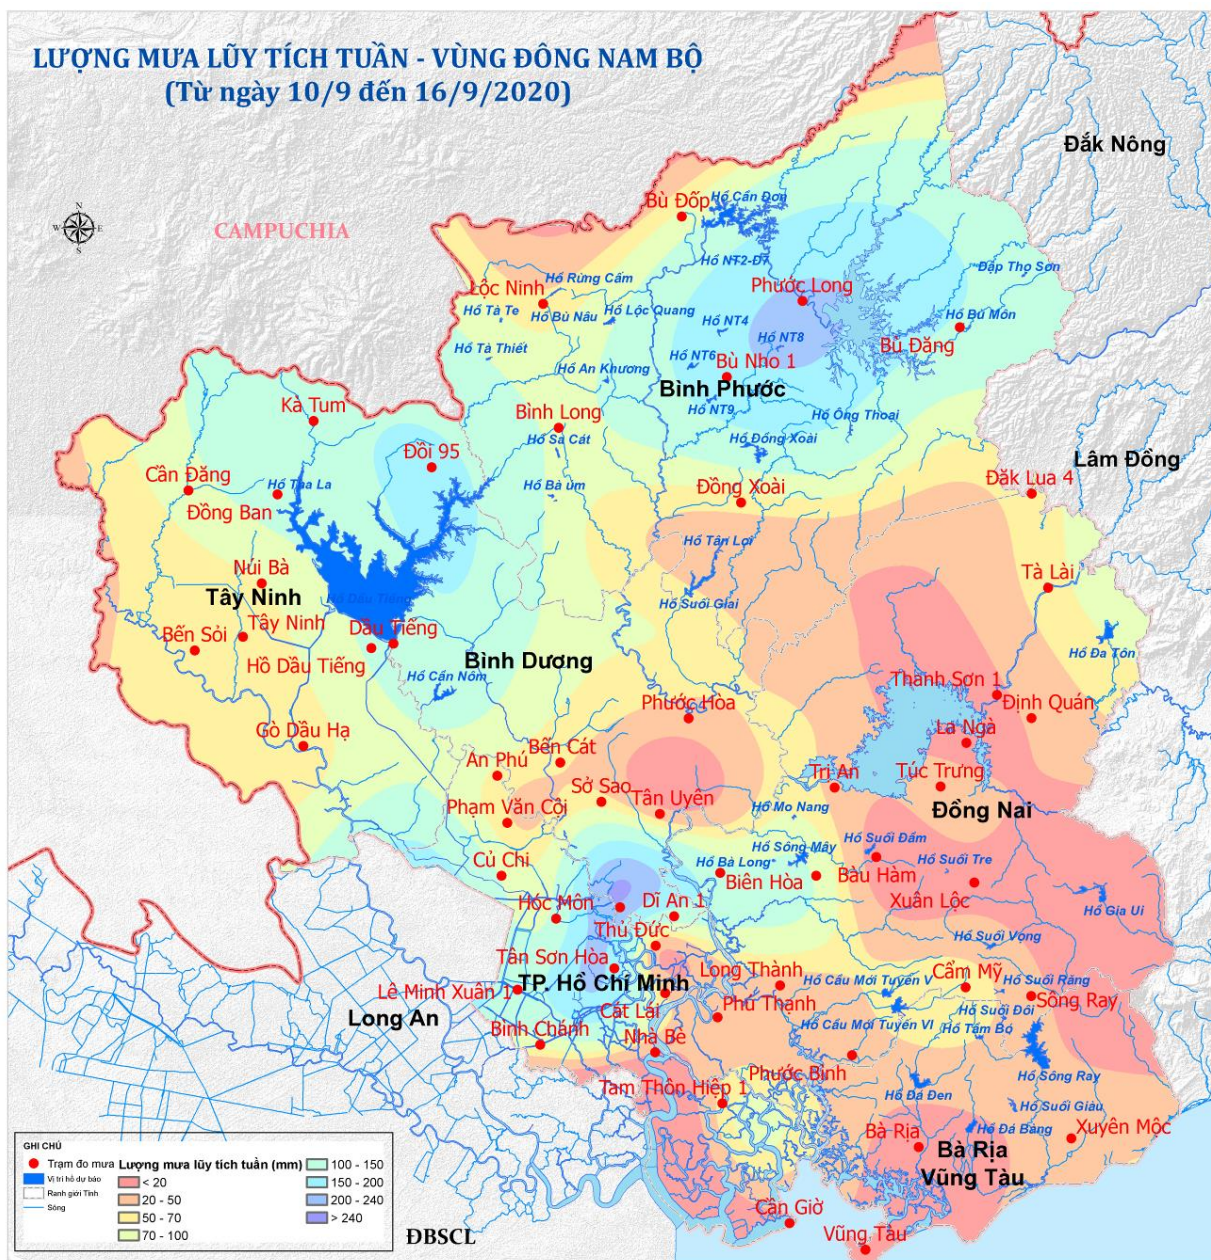 LƯỢNG MƯA LŨY TÍCH TUẦN - VÙNG ĐÔNG NAM BỘ
(Từ ngày 10/9 đến 16/9/2020)
Đắk Nông
Bù Đốp
Hồ Cần Đơn
N
W E
S
CAMPUCHIA
Hồ NT2-Đ7
Đập Thọ Sơn
Hồ Rừng Cấm
Lộc Ninh
Phước Long
Hồ Tà Te
Hồ Bù Nâu
Hồ Lộc Quang
Hồ NT4
Hồ Bù Môn
Hồ NT8
Bù Đăng
Hồ Tà Thiết
Hồ NT6
Bù Nho 1
Hồ An Khương
Bình Phước
Kà Tum
Bình Long
Hồ NT9
Hồ Ông Thoại
Hồ Sà Cát
Đồi 95
Hồ Đồng Xoài
Lâm Đồng
Cần Đăng
Hồ Tha La
Đăk Lua 4
Hồ Bà úm
Đồng Xoài
Đồng Ban
Hồ Tân Lợi
Núi Bà
Tà Lài
Tây Ninh
Hồ Dầu Tiếng
Hồ Suối Giai
Tây Ninh
Dầu Tiếng
Bến Sỏi
Hồ Đa Tôn
Hồ Dầu Tiếng
Bình Dương
Hồ Cần Nôm
Thanh Sơn 1
Phước Hòa
Định Quán
Gò Dầu Hạ
La Ngà
Bến Cát
An Phú
Trị An
Túc Trưng
Sở Sao
Tân Uyên
Phạm Văn Cội
Hồ Mo Nang
Đồng Nai
Hồ Suối Đầm
Hồ Sông Mây
Củ Chi
Hồ Bà Long
Hồ Suối Tre
Biên Hòa
Bàu Hàm
Hóc Môn
Dĩ An 1
Xuân Lộc
Hồ Gia Ui
Thủ Đức
Hồ Suối Vọng
Tân Sơn Hòa
Long Thành
Hồ Cầu Mới Tuyến V
Cẩm Mỹ
Hồ Suối Răng
TP. Hồ Chí Minh
Lê Minh Xuân 1
Sông Ray
Cát Lái
Phú Thạnh
Hồ Suối Đôi
Long An
Hồ Cầu Mới Tuyến VI
Hồ Tầm Bó
Bình Chánh
Nhà Bè
Phước Bình
Hồ Sông Ray
Tam Thôn Hiệp 1
Hồ Đá Đen
Hồ Suối Giàu
Hồ Đá Bàng
Bà Rịa
Xuyên Mộc
Bà Rịa
Vũng Tàu
Cần Giờ
Vũng Tàu
ĐBSCL
GHI CHÚ
Trạm đo mưa
Vị trí hồ dự báo
Ranh giới Tỉnh
Sông
Lượng mưa lũy tích tuần (mm)
< 20
20 - 50
50 - 70
70 - 100
100 - 150
150 - 200
200 - 240
> 240